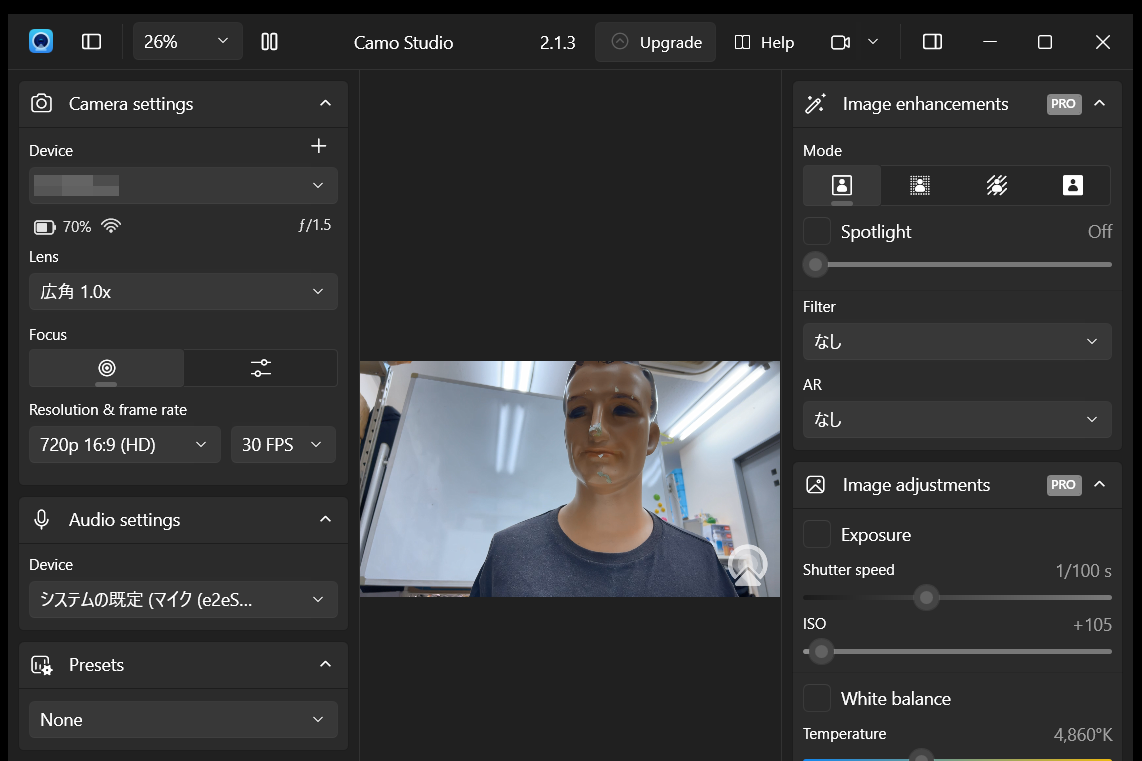 26%
Camo Studio
2.1.3
Upgrade
Help
Camera settings
Device
70%
ƒ/1.5
Lens
広角 1.0x
Focus
Resolution & frame rate
720p 16:9 (HD)
30 FPS
Audio settings
Device
システムの既定 (マイク (e2eS...
Presets
None
Image enhancements
PRO
Mode
Spotlight
Off
Filter
なし
AR
なし
Image adjustments
PRO
Exposure
Shutter speed
1/100 s
ISO
+105
White balance
Temperature
4,860°K